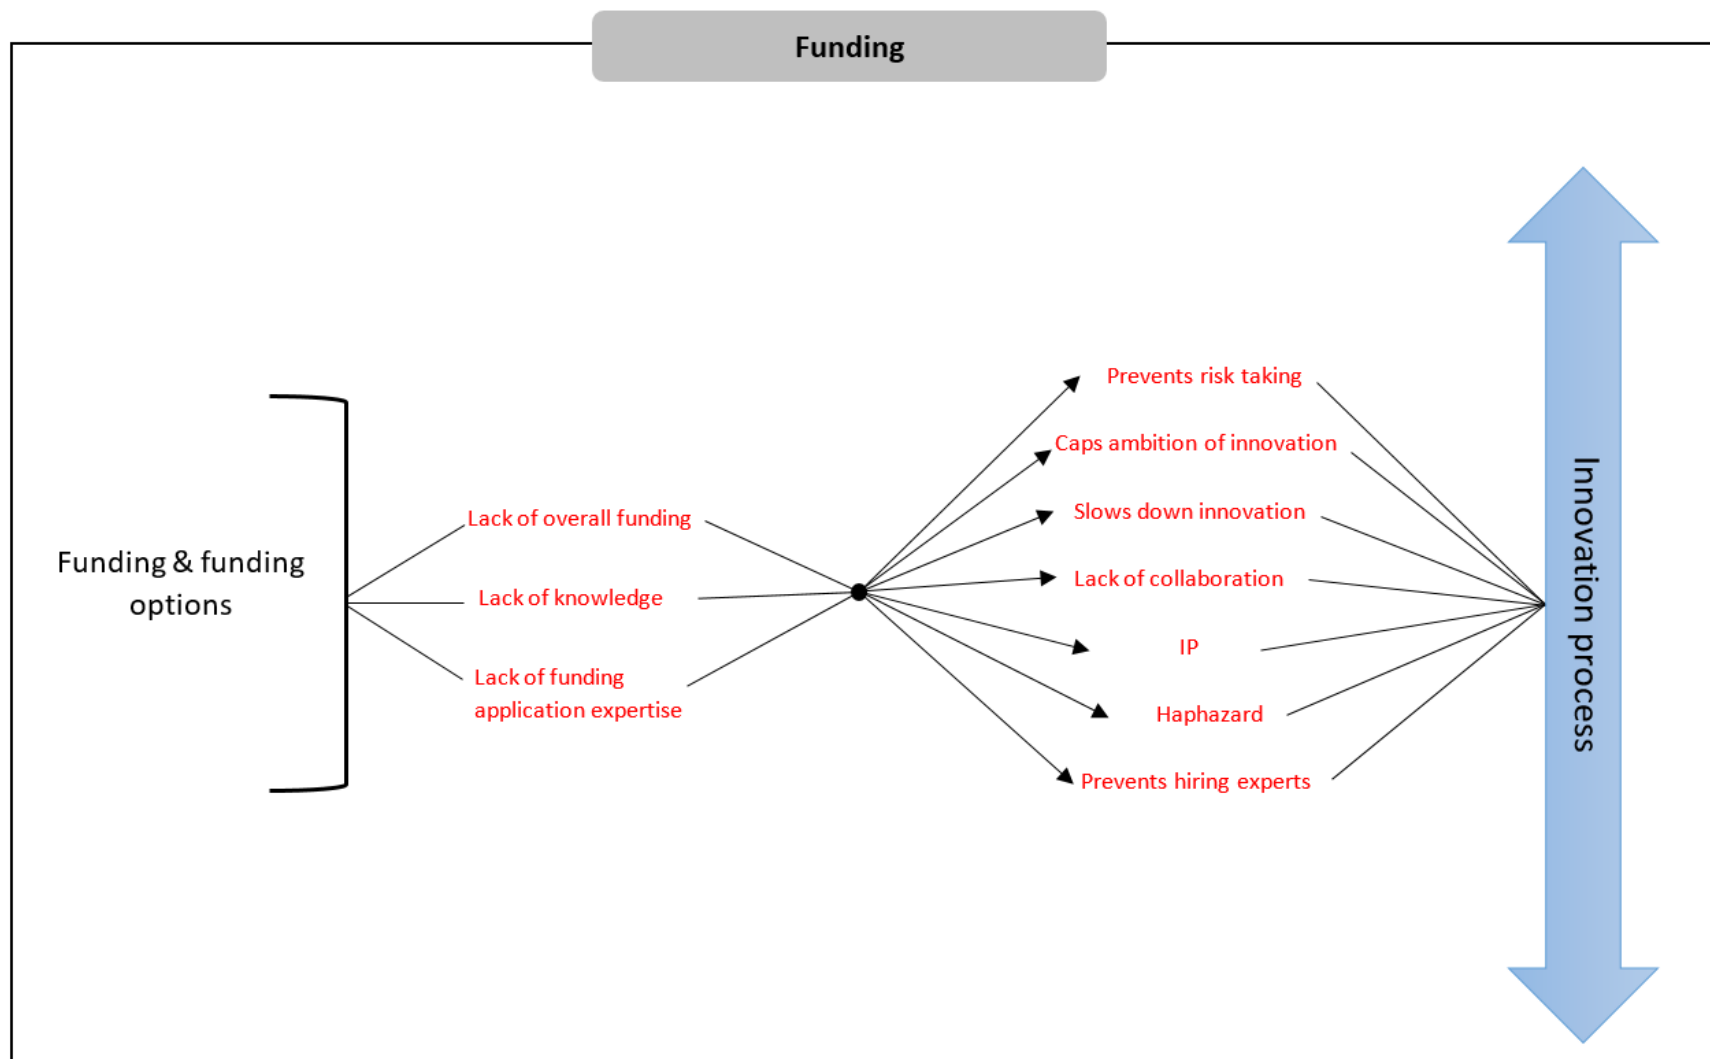 Funding
Funding & funding
options
Lack of overall funding
Lack of knowledge
Lack of funding
application expertise
Prevents risk taking
Caps ambition of innovation
Slows down innovation
Lack of collaboration
IP
Haphazard
Prevents hiring experts
Innovation process